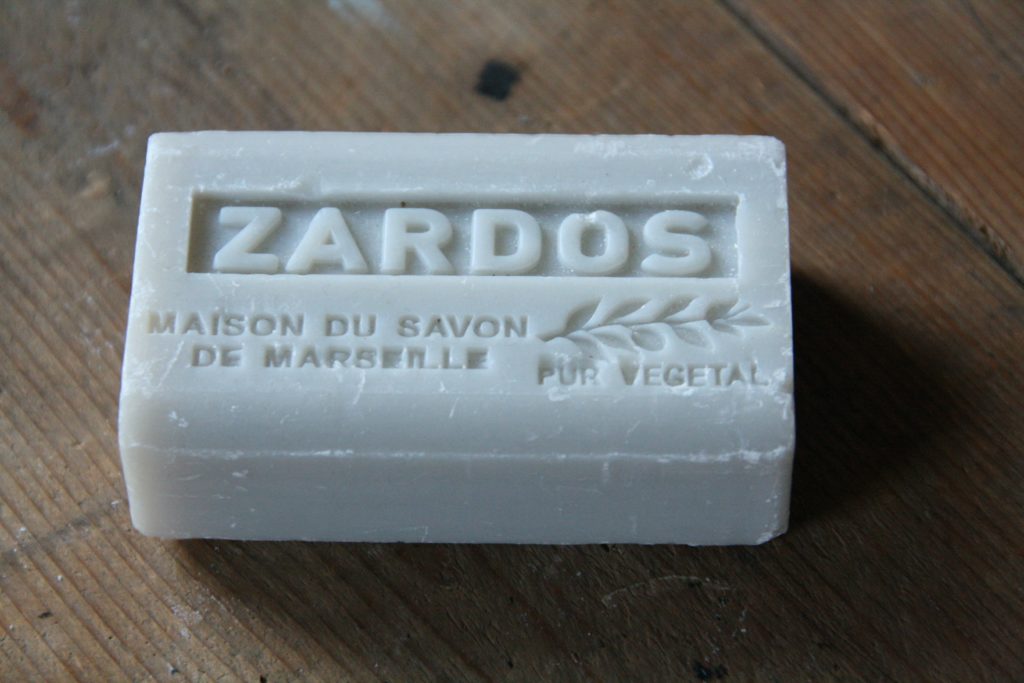 ZARDOS
MAISON DU SAVON
DE MARSEILLE
PUR VEGETAL